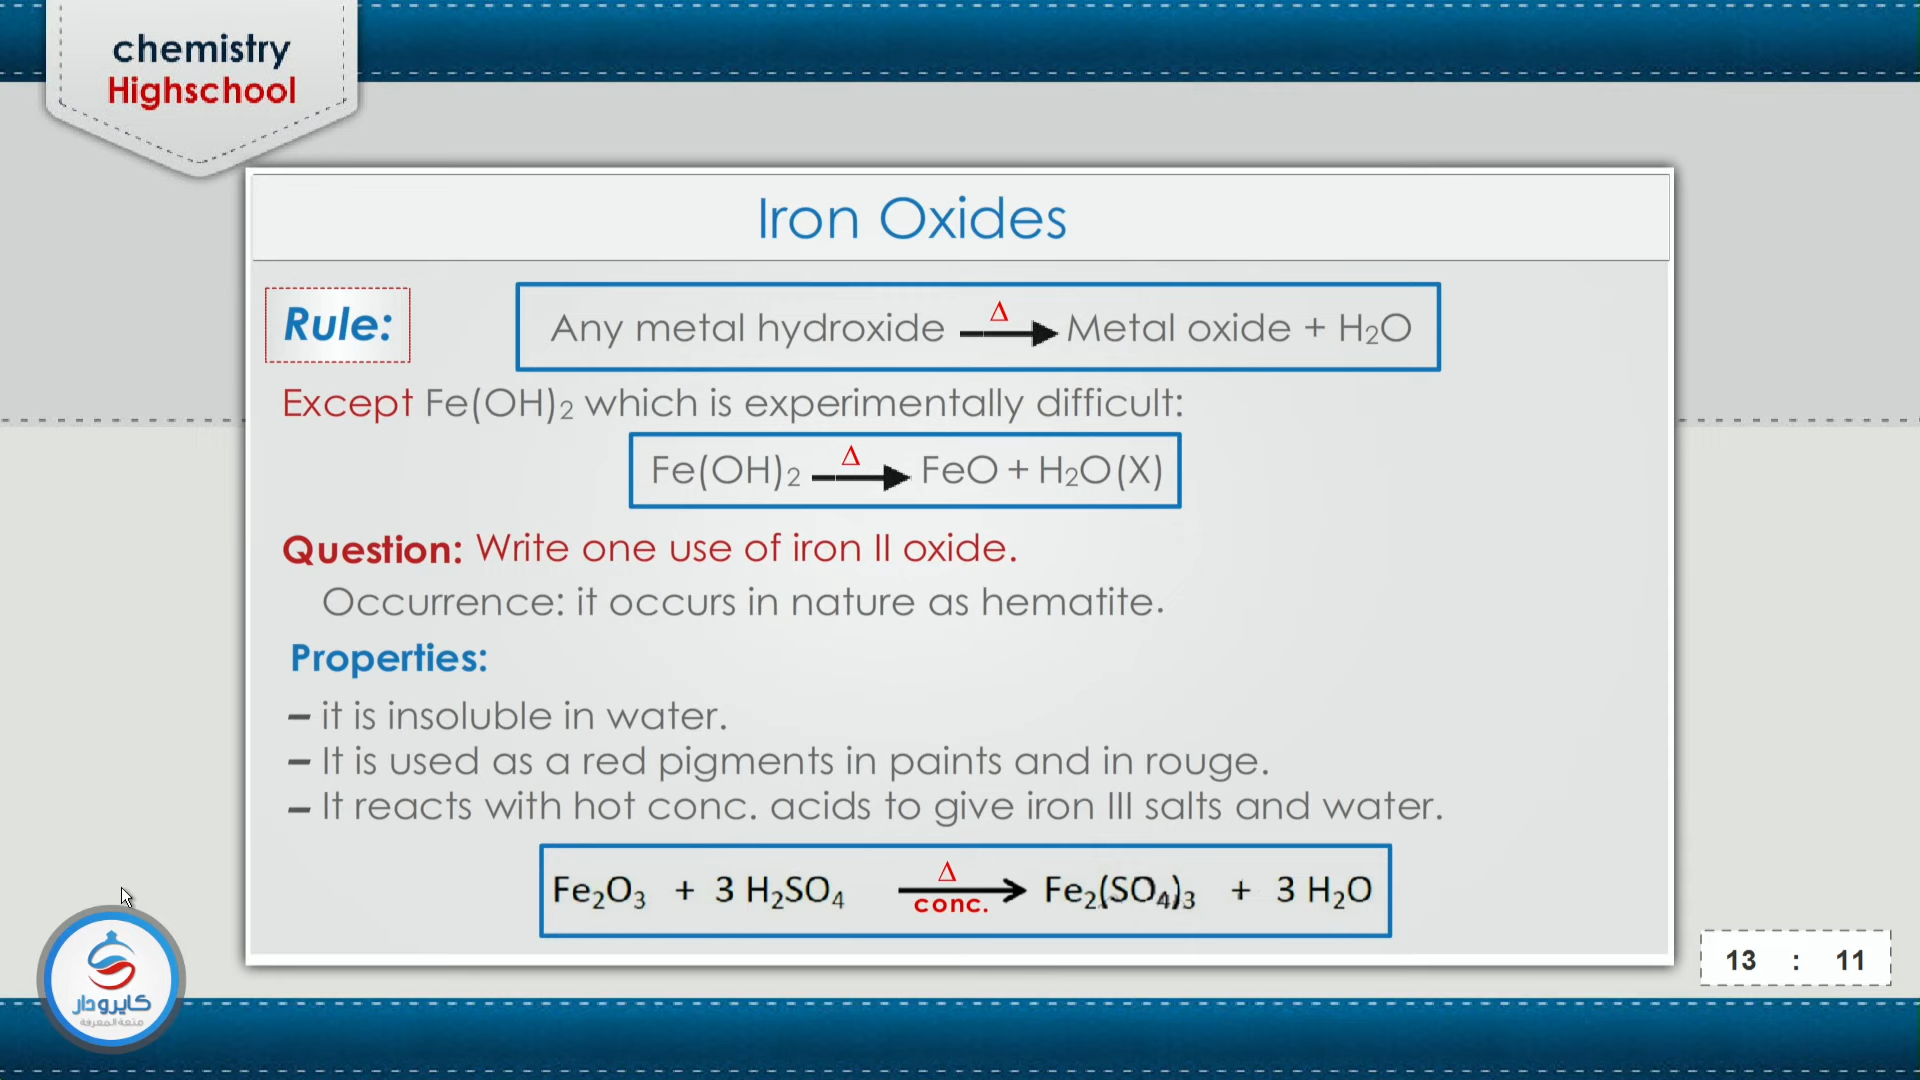 chemistry
Highschool
Iron Oxides
Rule:
Any metal hydroxide Δ → Metal oxide + H₂O
Except Fe(OH)₂ which is experimentally difficult:
Fe(OH)₂ Δ → FeO + H₂O(X)
Question: Write one use of iron II oxide.
Occurrence: it occurs in nature as hematite.
Properties:
– it is insoluble in water.
– It is used as a red pigments in paints and in rouge.
– It reacts with hot conc. acids to give iron III salts and water.
Fe₂O₃ + 3 H₂SO₄ Δ → conc. Fe₂(SO₄)₃ + 3 H₂O
13 : 11
كايرودار
متعة المعرفة